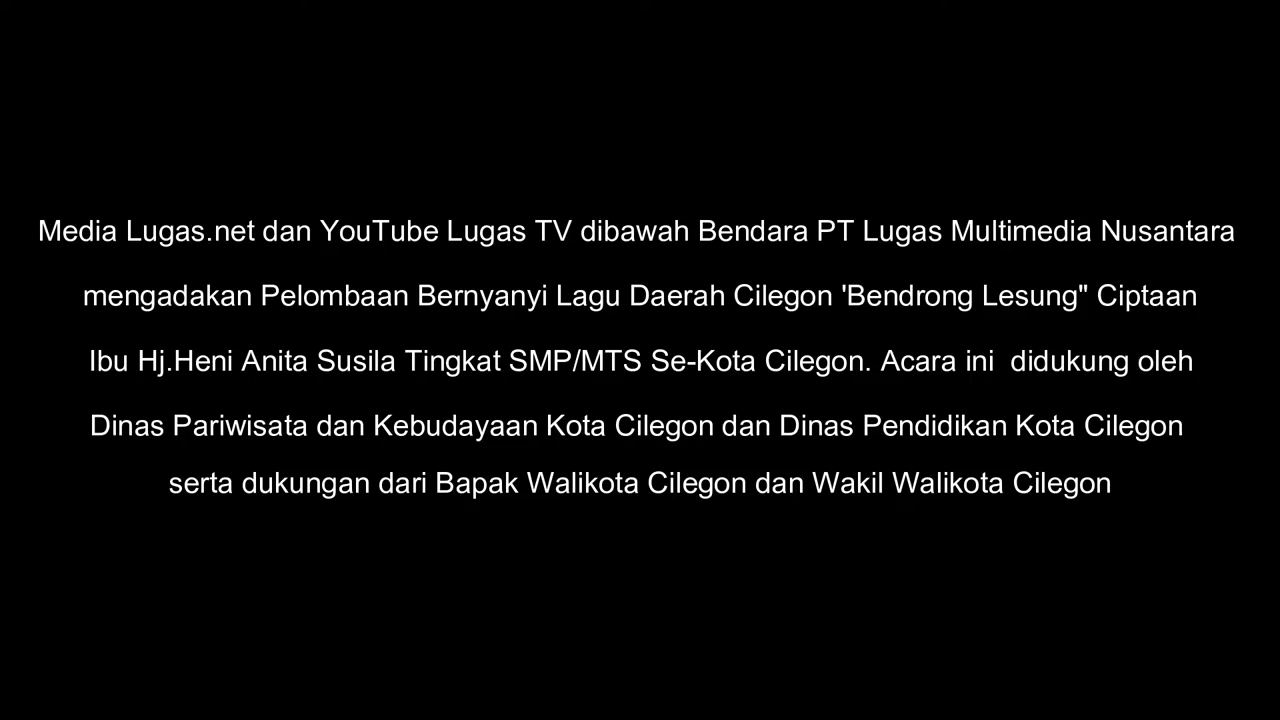 Media Lugas.net dan YouTube Lugas TV dibawah Bendara PT Lugas Multimedia Nusantara
mengadakan Pelombaan Bernyanyi Lagu Daerah Cilegon 'Bendrong Lesung" Ciptaan
Ibu Hj.Heni Anita Susila Tingkat SMP/MTS Se-Kota Cilegon. Acara ini  didukung oleh
Dinas Pariwisata dan Kebudayaan Kota Cilegon dan Dinas Pendidikan Kota Cilegon
serta dukungan dari Bapak Walikota Cilegon dan Wakil Walikota Cilegon